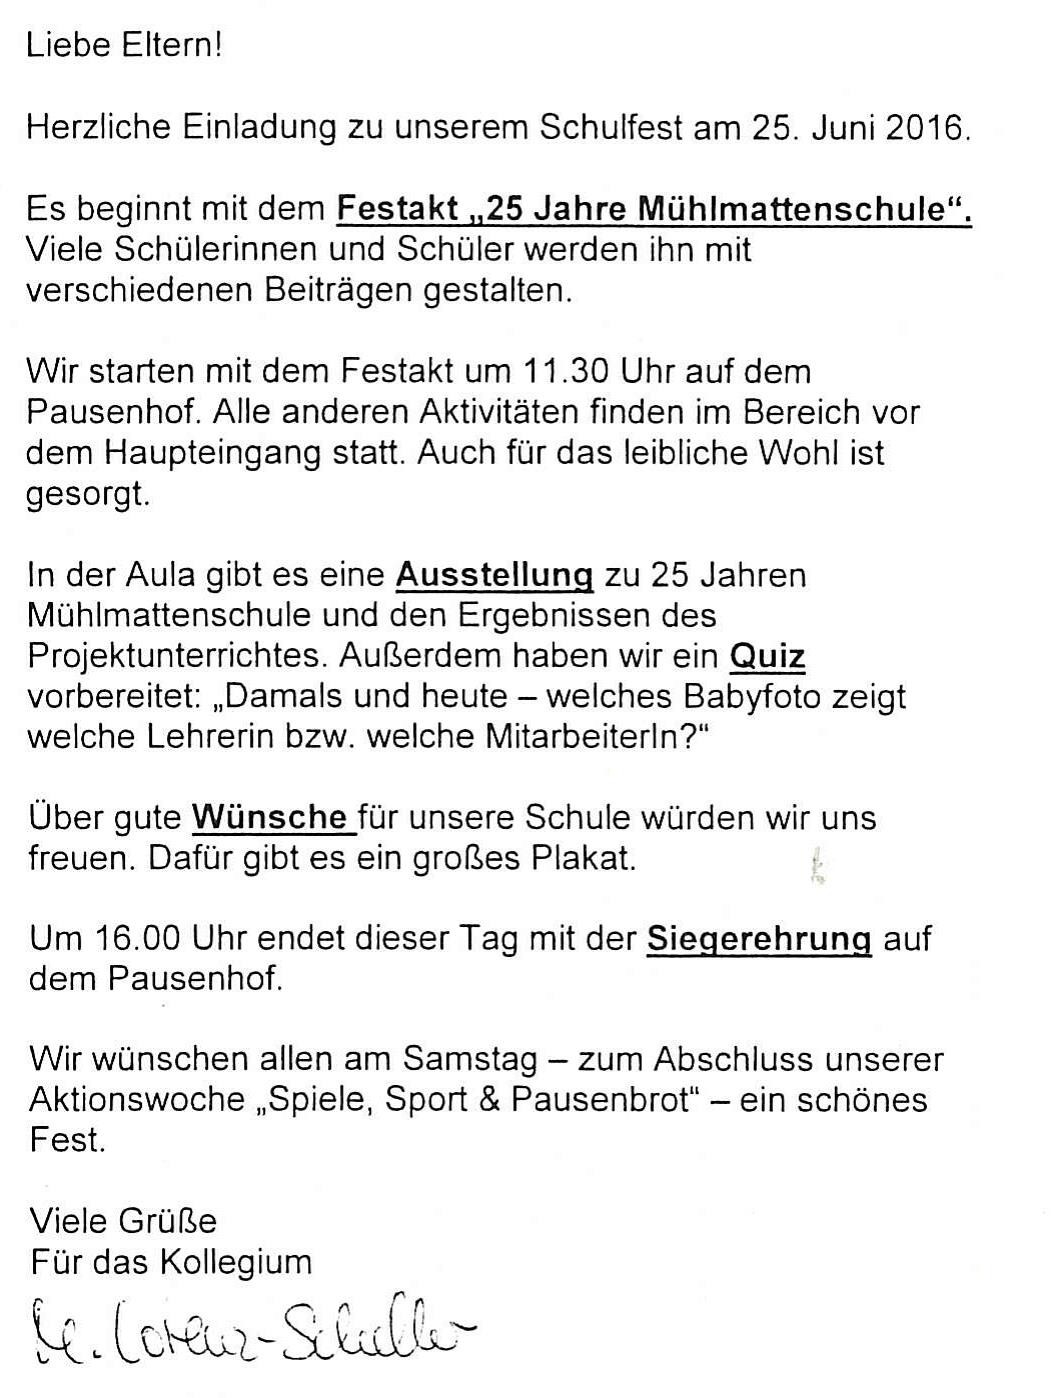 Liebe Eltern!
Herzliche Einladung zu unserem Schulfest am 25. Juni 2016.
Es beginnt mit dem Festakt „25 Jahre Mühlmattenschule“.
Viele Schülerinnen und Schüler werden ihn mit
verschiedenen Beiträgen gestalten.
Wir starten mit dem Festakt um 11.30 Uhr auf dem
Pausenhof. Alle anderen Aktivitäten finden im Bereich vor
dem Haupteingang statt. Auch für das leibliche Wohl ist
gesorgt.
In der Aula gibt es eine Ausstellung zu 25 Jahren
Mühlmattenschule und den Ergebnissen des
Projektunterrichtes. Außerdem haben wir ein Quiz
vorbereitet: „Damals und heute – welches Babyfoto zeigt
welche Lehrerin bzw. welche MitarbeiterIn?“
Über gute Wünsche für unsere Schule würden wir uns
freuen. Dafür gibt es ein großes Plakat.
Um 16.00 Uhr endet dieser Tag mit der Siegerehrung auf
dem Pausenhof.
Wir wünschen allen am Samstag – zum Abschluss unserer
Aktionswoche „Spiele, Sport & Pausenbrot“ – ein schönes
Fest.
Viele Grüße
Für das Kollegium